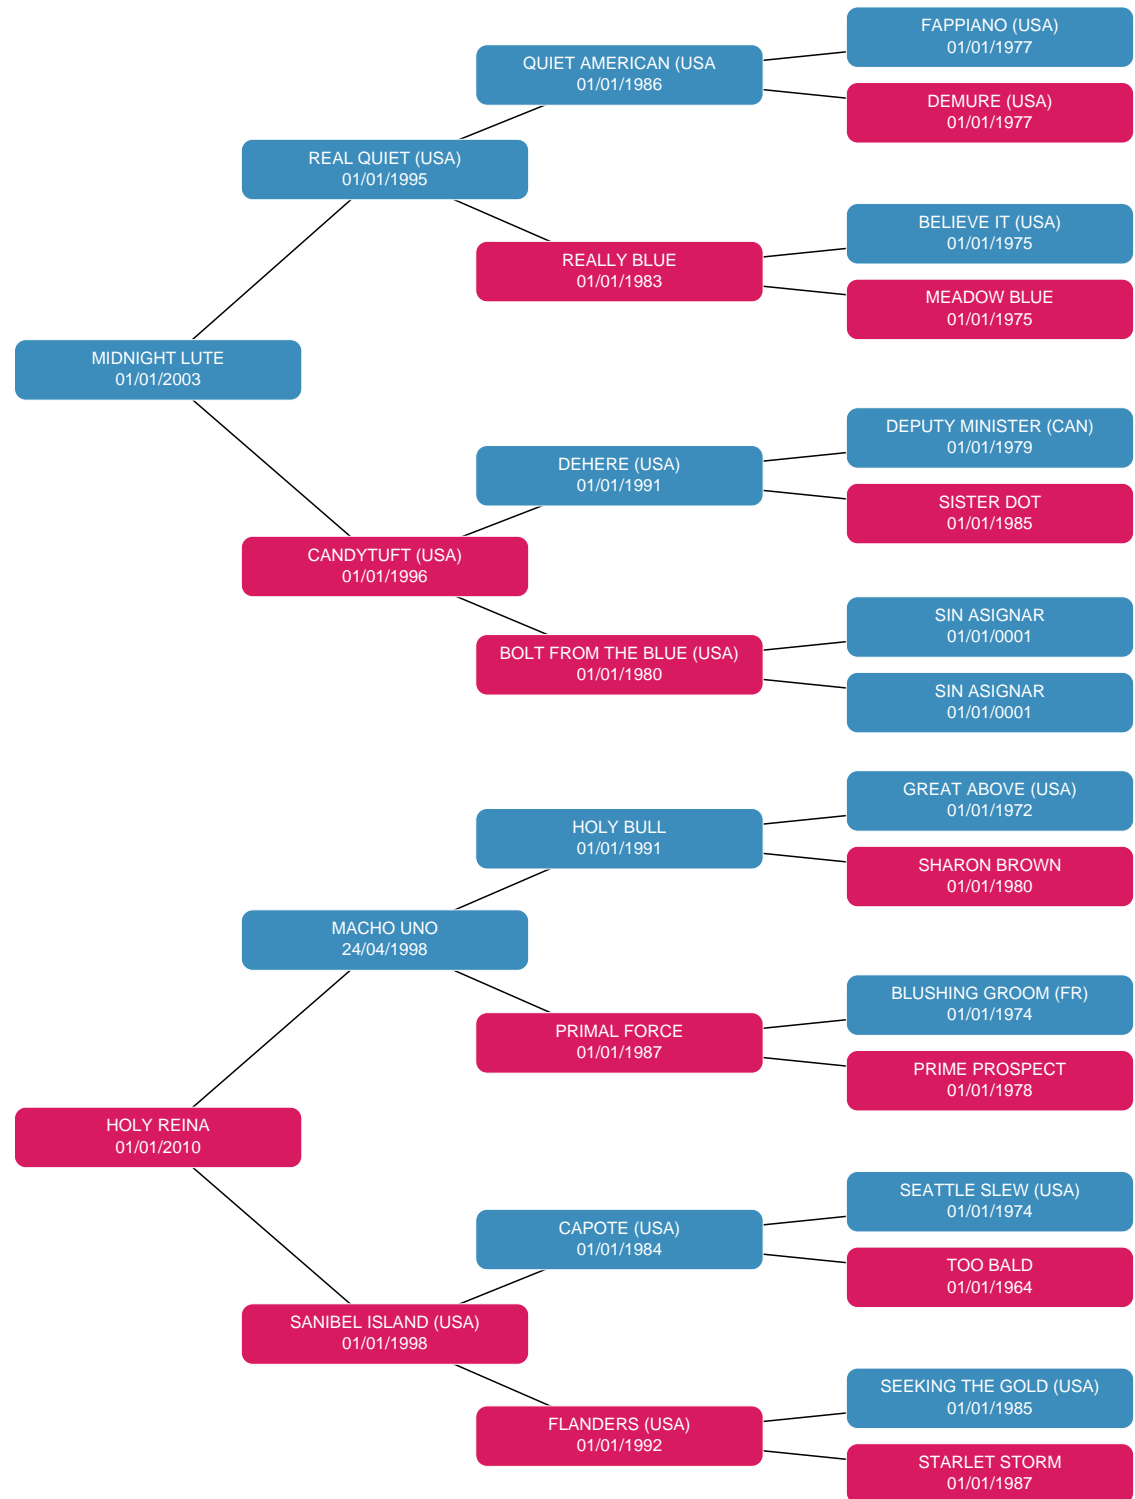 FAPPIANO (USA)
01/01/1977
QUIET AMERICAN (USA
01/01/1986
DEMURE (USA)
01/01/1977
REAL QUIET (USA)
01/01/1995
BELIEVE IT (USA)
01/01/1975
REALLY BLUE
01/01/1983
MEADOW BLUE
01/01/1975
MIDNIGHT LUTE
01/01/2003
DEPUTY MINISTER (CAN)
01/01/1979
DEHERE (USA)
01/01/1991
SISTER DOT
01/01/1985
CANDYTUFT (USA)
01/01/1996
SIN ASIGNAR
01/01/0001
BOLT FROM THE BLUE (USA)
01/01/1980
SIN ASIGNAR
01/01/0001
GREAT ABOVE (USA)
01/01/1972
HOLY BULL
01/01/1991
SHARON BROWN
01/01/1980
MACHO UNO
24/04/1998
BLUSHING GROOM (FR)
01/01/1974
PRIMAL FORCE
01/01/1987
PRIME PROSPECT
01/01/1978
HOLY REINA
01/01/2010
SEATTLE SLEW (USA)
01/01/1974
CAPOTE (USA)
01/01/1984
TOO BALD
01/01/1964
SANIBEL ISLAND (USA)
01/01/1998
SEEKING THE GOLD (USA)
01/01/1985
FLANDERS (USA)
01/01/1992
STARLET STORM
01/01/1987